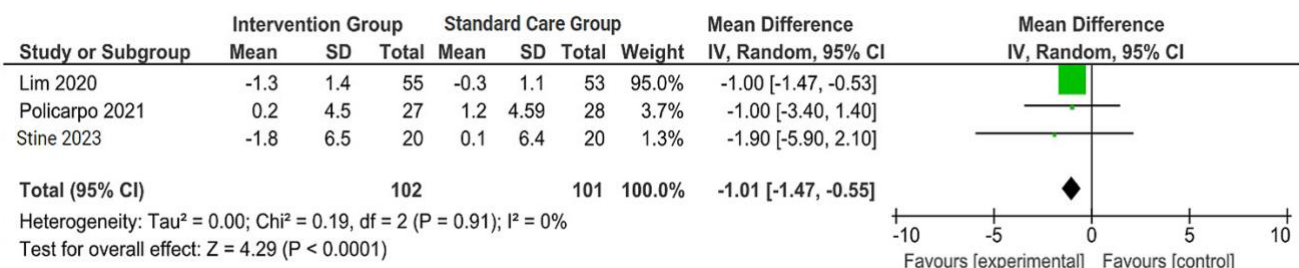 Intervention Group Standard Care Group Mean Difference Mean Difference
Study or Subgroup Mean SD Total Mean SD Total Weight IV, Random, 95% CI IV, Random, 95% CI
Lim 2020 -1.3 1.4 55 -0.3 1.1 53 95.0% -1.00 [-1.47, -0.53]
Policarpo 2021 0.2 4.5 27 1.2 4.59 28 3.7% -1.00 [-3.40, 1.40]
Stine 2023 -1.8 6.5 20 0.1 6.4 20 1.3% -1.90 [-5.90, 2.10]
Total (95% CI) 102 101 100.0% -1.01 [-1.47, -0.55]
Heterogeneity: Tau² = 0.00; Chi² = 0.19, df = 2 (P = 0.91); I² = 0%
Test for overall effect: Z = 4.29 (P < 0.0001)
-10 -5 0 5 10
Favours [experimental] Favours [control]